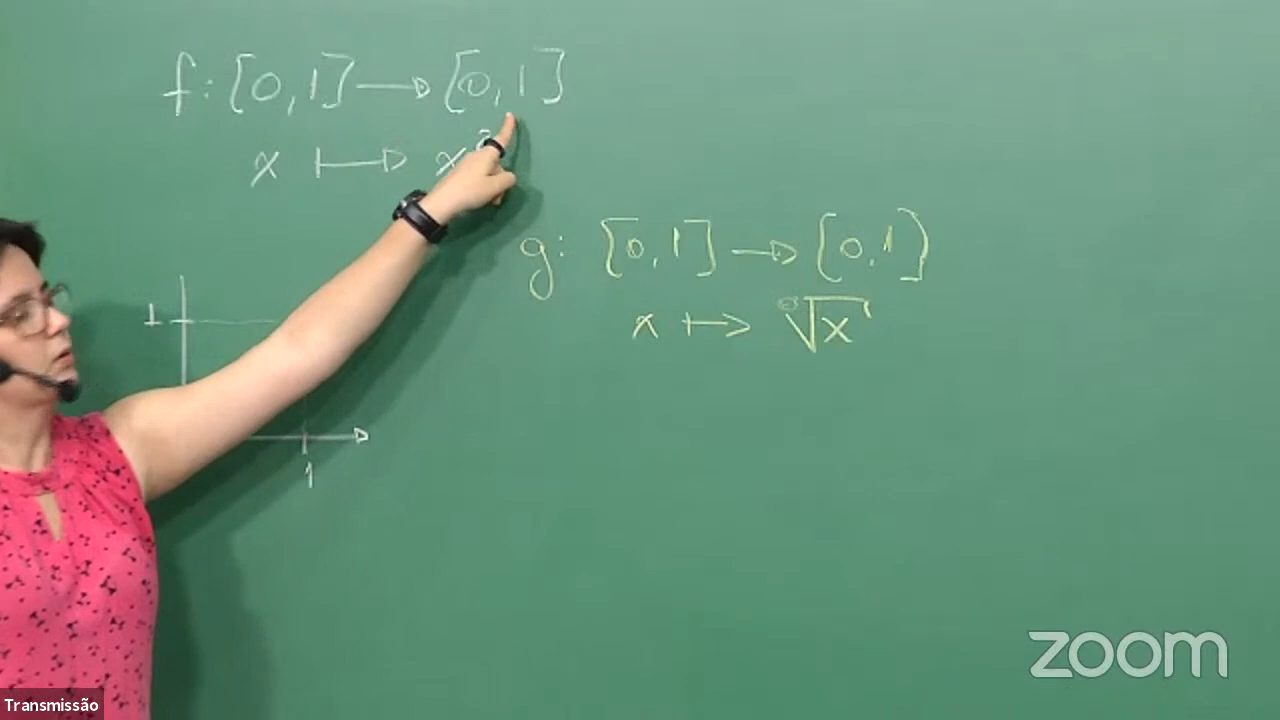 f: [0,1] → [0,1]
x ↦ x²
g: [0,1] → [0,1]
x ↦ √x
1
1
zoom
Transmissão